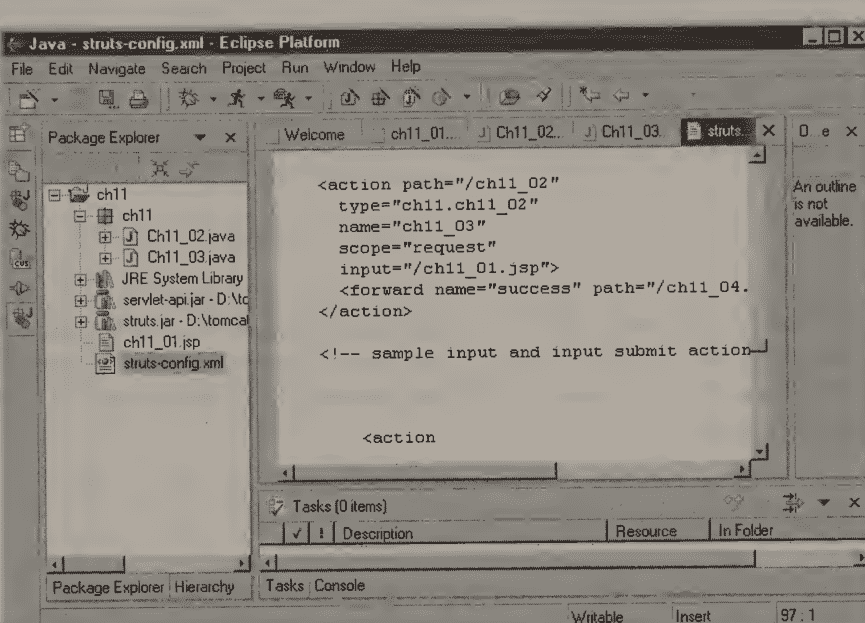 Java - struts-config.xml - Eclipse Platform
File Edit Navigate Search Project Run Window Help
Package Explorer
Welcome ch11_01... Ch11_02... Ch11_03. struts.
O.. e
ch11
ch11
Ch11_02.java
Ch11_03.java
JRE System Library
servlet-api.jar - D:\to
struts.jar - D:\tomcal
ch11_01.jsp
struts-config.xml
<action path="/ch11_02"
type="ch11.ch11_02"
name="ch11_03"
scope="request"
input="/ch11_01.jsp">
<forward name="success" path="/ch11_04.
</action>
<!-- sample input and input submit action
<action
An outline
is not
available.
Tasks (0 items)
✓ ! Description Resource In Folder
Package Explorer Hierarchy
Tasks Console
Writable Insert 97 : 1